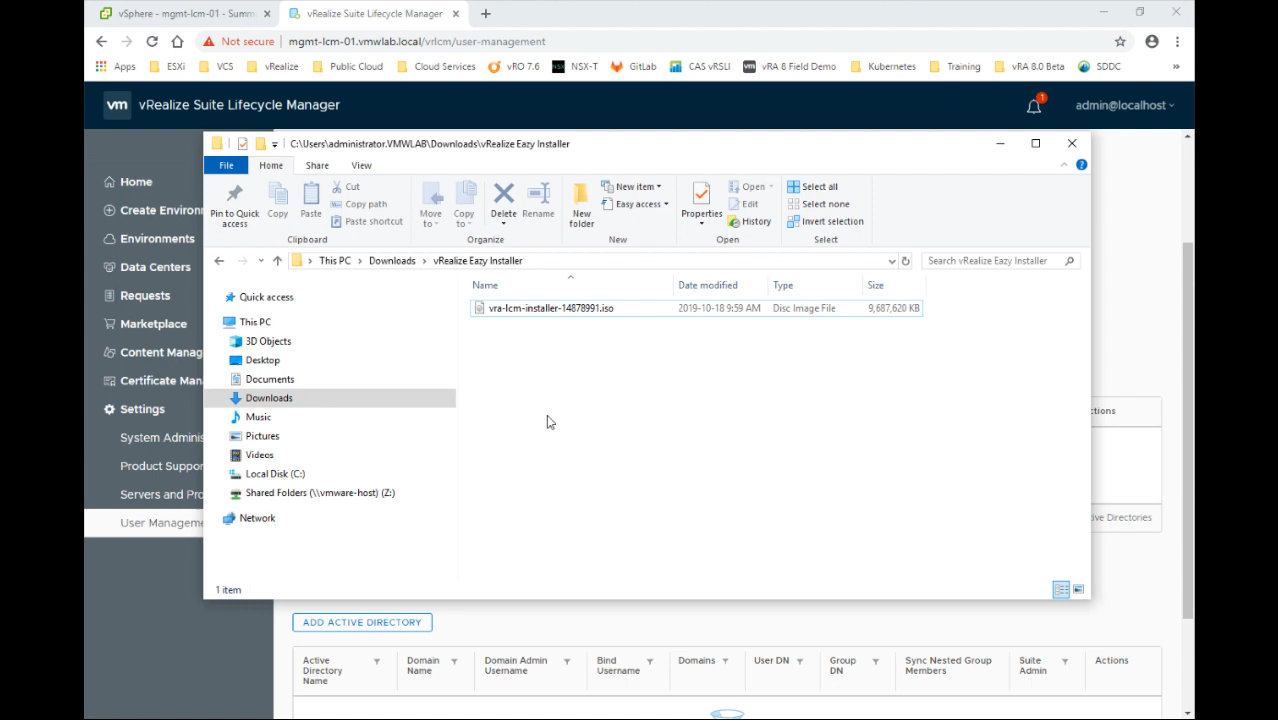 vSphere - mgmt-lcm-01 - Summ
vRealize Suite Lifecycle Manager
Not secure
mgmt-lcm-01.vmwlab.local/vrlcm/user-management
Apps ESXi VCS vRealize Public Cloud Cloud Services vRO 7.6 NSX-T GitLab CAS vRSLI vRA 8 Field Demo Kubernetes Training vRA 8.0 Beta SDDC »
vm vRealize Suite Lifecycle Manager
1
admin@localhost
Home
Create Environ
Environments
Data Centers
Requests
Marketplace
Content Manag
Certificate Man
Settings
System Adminis
Product Suppor
Servers and Pro
User Manageme
C:\Users\administrator.VMWLAB\Downloads\vRealize Eazy Installer
File Home Share View
Pin to Quick access
Copy
Paste
Cut
Copy path
Paste shortcut
Clipboard
Move to
Copy to
Delete
Rename
Organize
New folder
New item
Easy access
New
Properties
Open
Edit
History
Open
Select all
Select none
Invert selection
Select
This PC > Downloads > vRealize Eazy Installer
Search vRealize Eazy Installer
Quick access
This PC
3D Objects
Desktop
Documents
Downloads
Music
Pictures
Videos
Local Disk (C:)
Shared Folders (\\vmware-host) (Z:)
Network
Name Date modified Type Size
vra-lcm-installer-14878991.iso 2019-10-18 9:59 AM Disc Image File 9,687,620 KB
1 item
ctions
ive Directories
ADD ACTIVE DIRECTORY
Active Directory Name
Domain Name
Domain Admin Username
Bind Username
Domains
User DN
Group DN
Sync Nested Group Members
Suite Admin
Actions